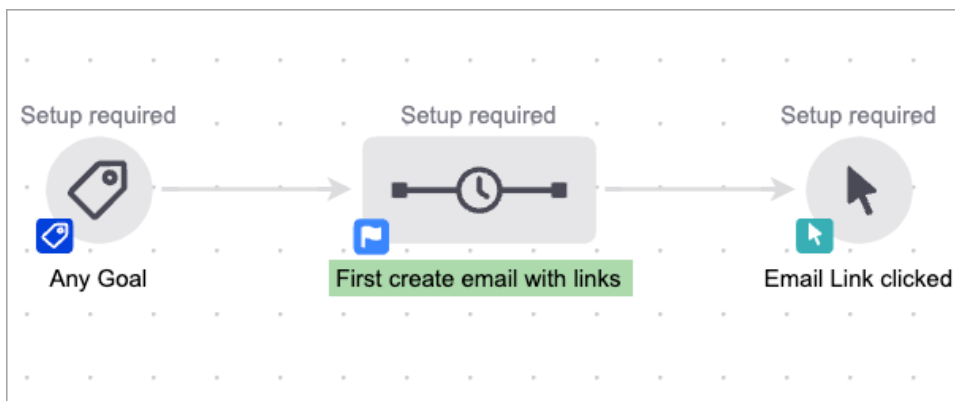 Setup required
Setup required
Setup required
Any Goal
First create email with links
Email Link clicked